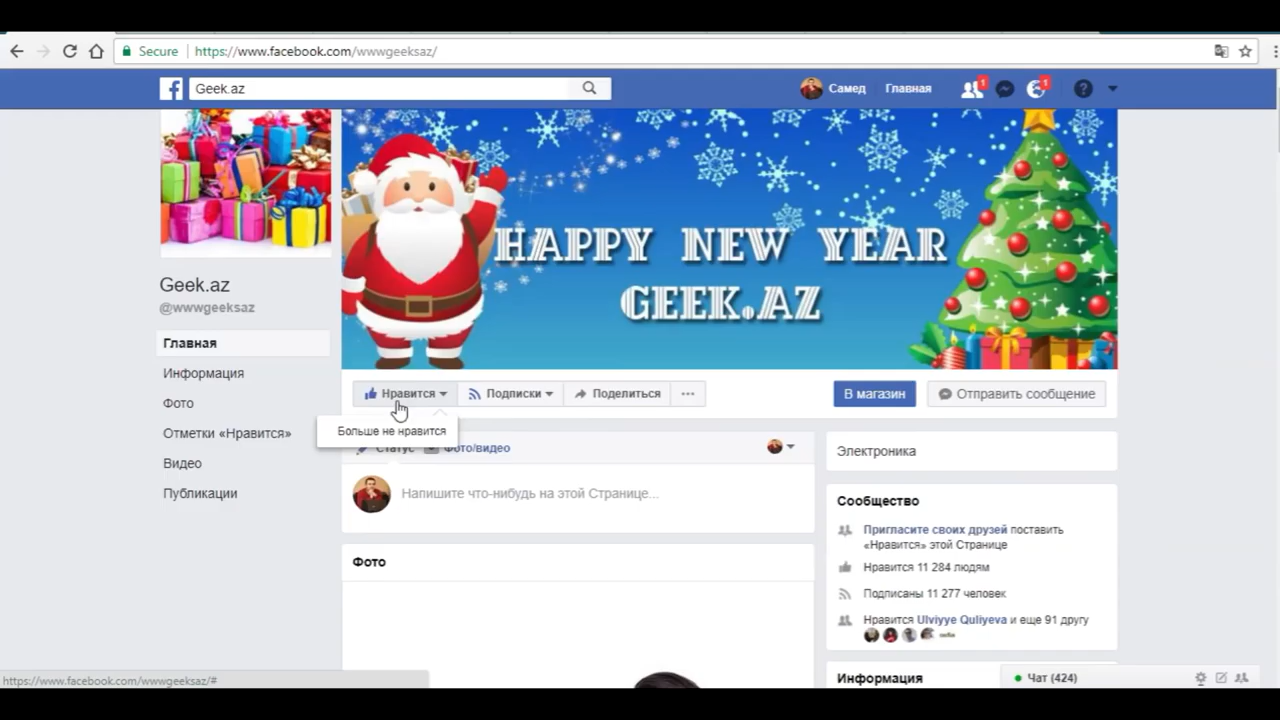 Secure https://www.facebook.com/wwwgeeksaz/
Geek.az
Самед Главная 1 1 ?
HAPPY NEW YEAR
GEEK.AZ
Geek.az
@wwwgeeksaz
Главная
Информация
Фото
Отметки «Нравится»
Видео
Публикации
Нравится Подписки Поделиться ...
В магазин Отправить сообщение
Больше не нравится
Статус Фото/видео
Напишите что-нибудь на этой Странице...
Фото
Электроника
Сообщество
Пригласите своих друзей поставить
«Нравится» этой Странице
Нравится 11 284 людям
Подписаны 11 277 человек
Нравится Ulviyye Quliyeva и еще 91 другу
Информация
https://www.facebook.com/wwwgeeksaz/#
Чат (424)